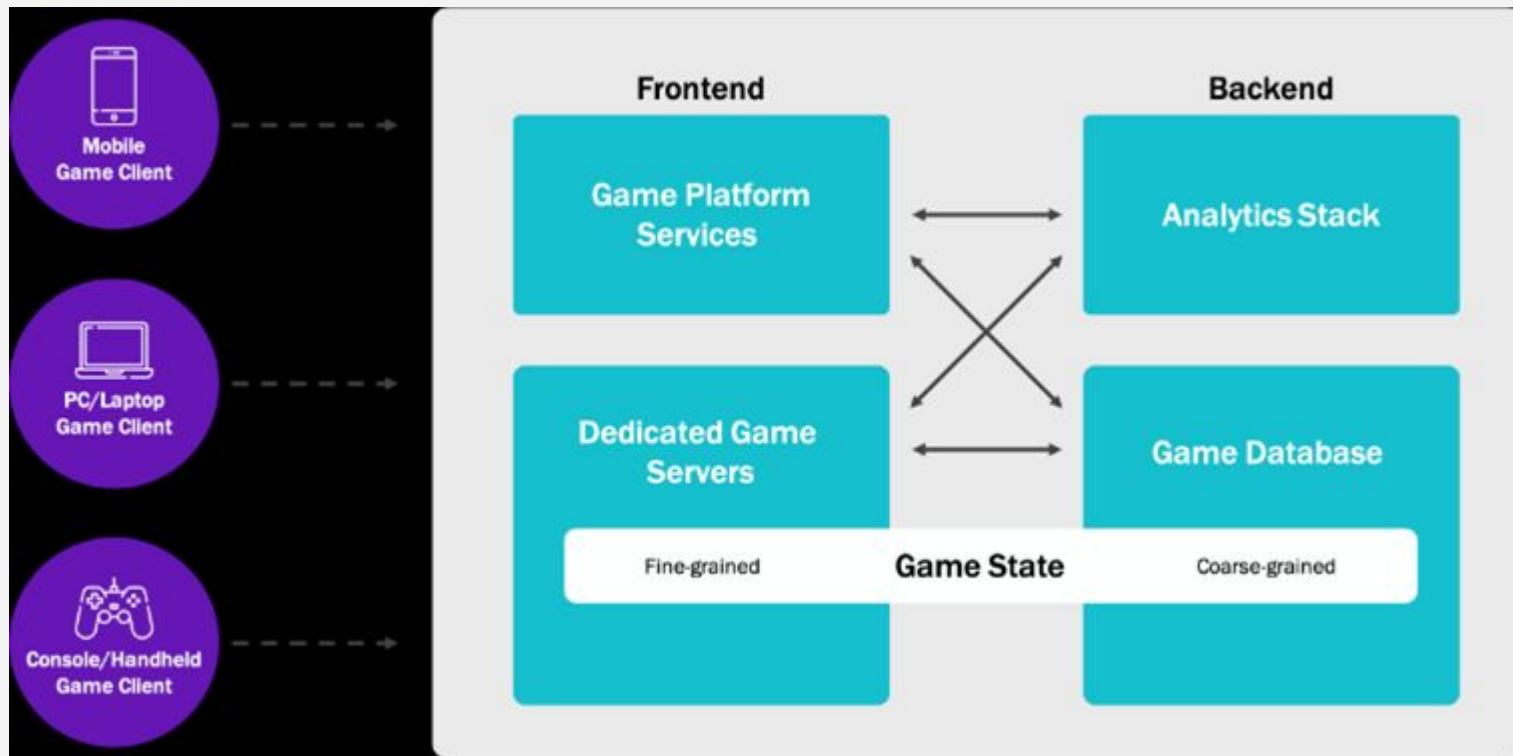 Mobile
Game Client
PC/Laptop
Game Client
Console/Handheld
Game Client
Frontend
Game Platform
Services
Dedicated Game
Servers
Backend
Analytics Stack
Game Database
Fine-grained
Game State
Coarse-grained